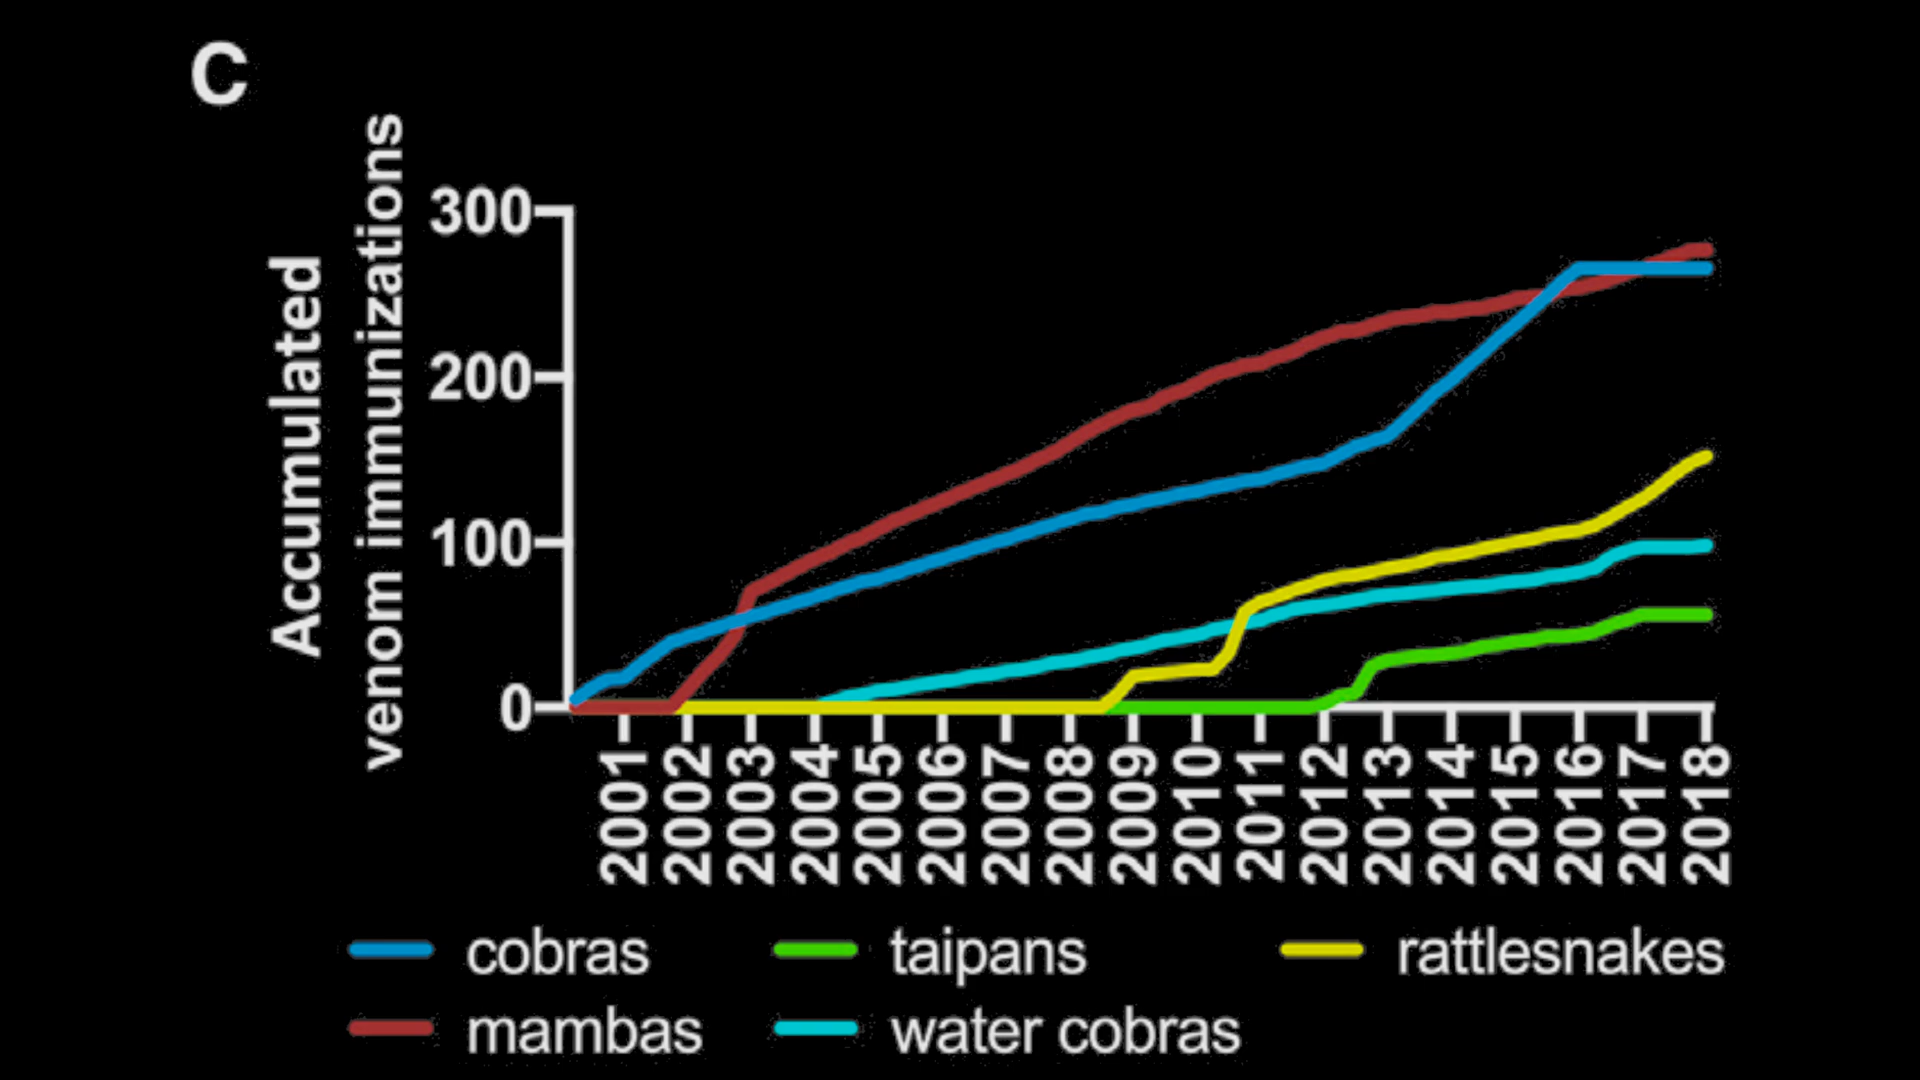 C
Accumulated
venom immunizations
300
200
100
0
2001
2002
2003
2004
2005
2006
2007
2008
2009
2010
2011
2012
2013
2014
2015
2016
2017
2018
cobras
taipans
rattlesnakes
mambas
water cobras